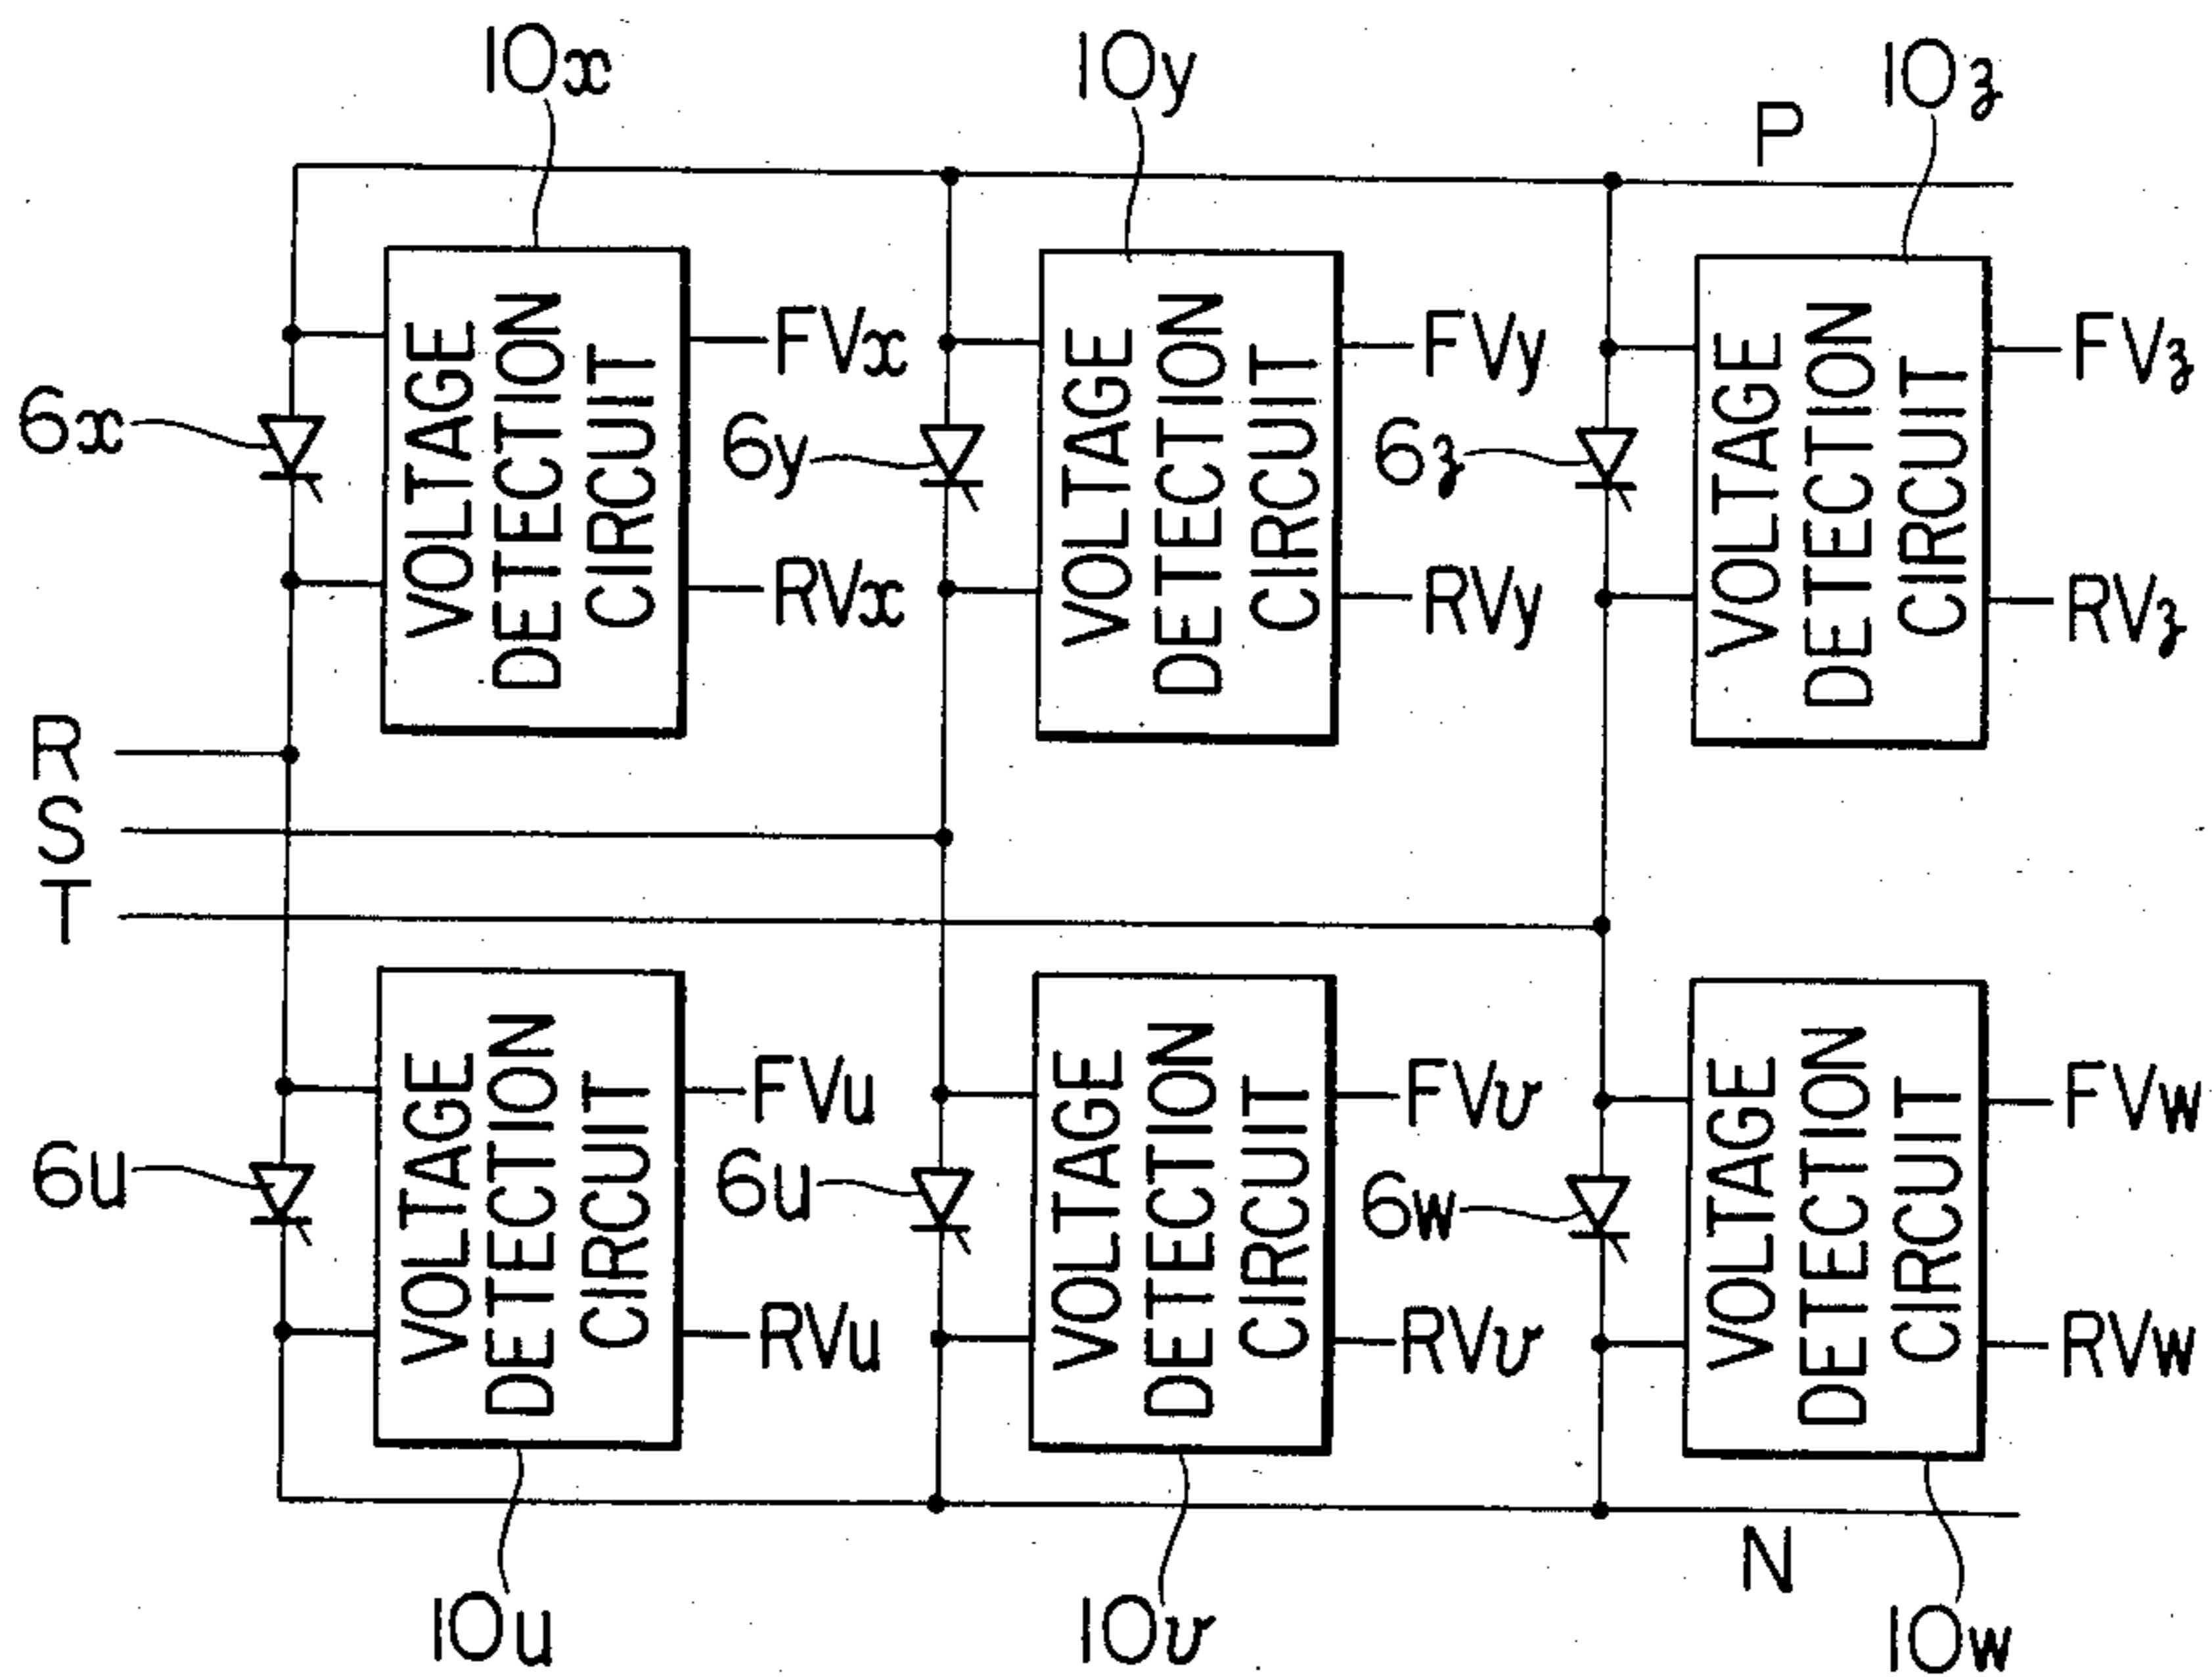 10x
10y
10z
P
VOLTAGE
DETECTION
CIRCUIT
FVx
RVx
6x
VOLTAGE
DETECTION
CIRCUIT
FVy
RVy
6y
VOLTAGE
DETECTION
CIRCUIT
FVz
RVz
6z
R
S
T
VOLTAGE
DETECTION
CIRCUIT
FVu
RVu
6u
VOLTAGE
DETECTION
CIRCUIT
FVv
RVv
6u
VOLTAGE
DETECTION
CIRCUIT
FVw
RVw
6w
N
10u
10v
10w